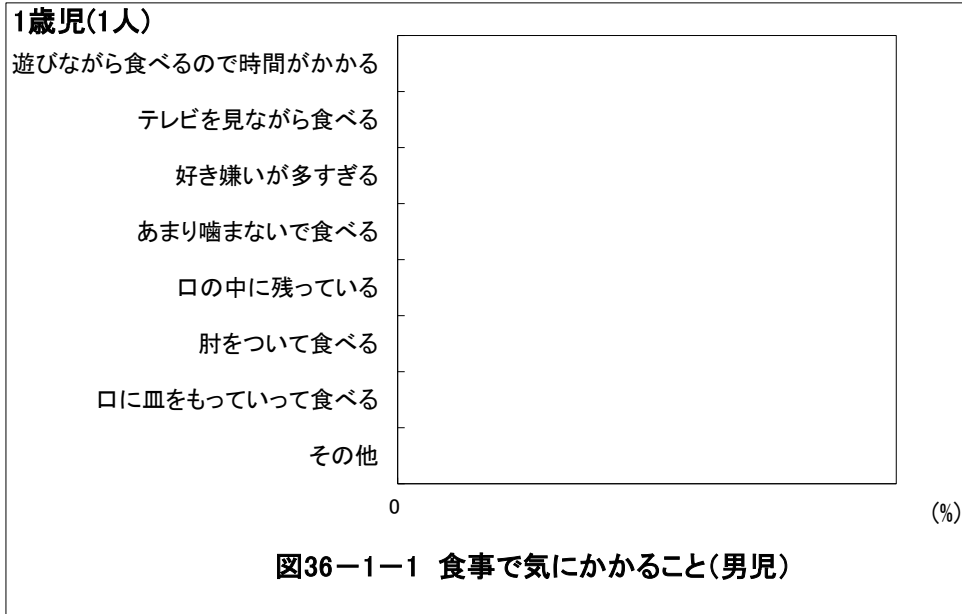 1歳児(1人)
遊びながら食べるので時間がかかる
テレビを見ながら食べる
好き嫌いが多すぎる
あまり噛まないで食べる
口の中に残っている
肘をついて食べる
口に皿をもっていって食べる
その他
0
(%)
図36－1－1 食事で気にかかること(男児)